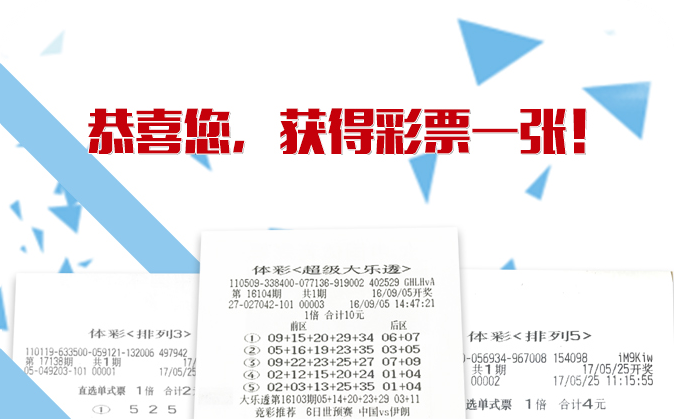 恭喜您，获得彩票一张！
体彩<超级大乐透>
110509-338400-077136-919002 402529 GHLHvA
第 16104期 共1期 16/09/05开奖
27-027042-101 00003 16/09/05 14:47:21
1倍 合计10元
前区 后区
① 09+15+20+29+34 06+07
② 05+16+19+23+35 03+05
③ 09+22+23+25+27 07+09
④ 02+12+15+24+35 01+04
⑤ 02+03+13+25+35 01+04
大乐透第16103期05+14+20+23+29 03+11
竞彩推荐 6日世预赛 中国vs伊朗
体彩<排列3>
110119-633500-059121-132006 497942
第 17138期 共1期 17/
05-049203-101 00001 17/05
直选单式票 1倍 合计2
① 5 2 5
体彩<排列5>
0-056934-967008 154098 iM9Kiw
共1期 17/05/25开奖
00002 17/05/25 11:15:55
选单式票 1倍 合计4元